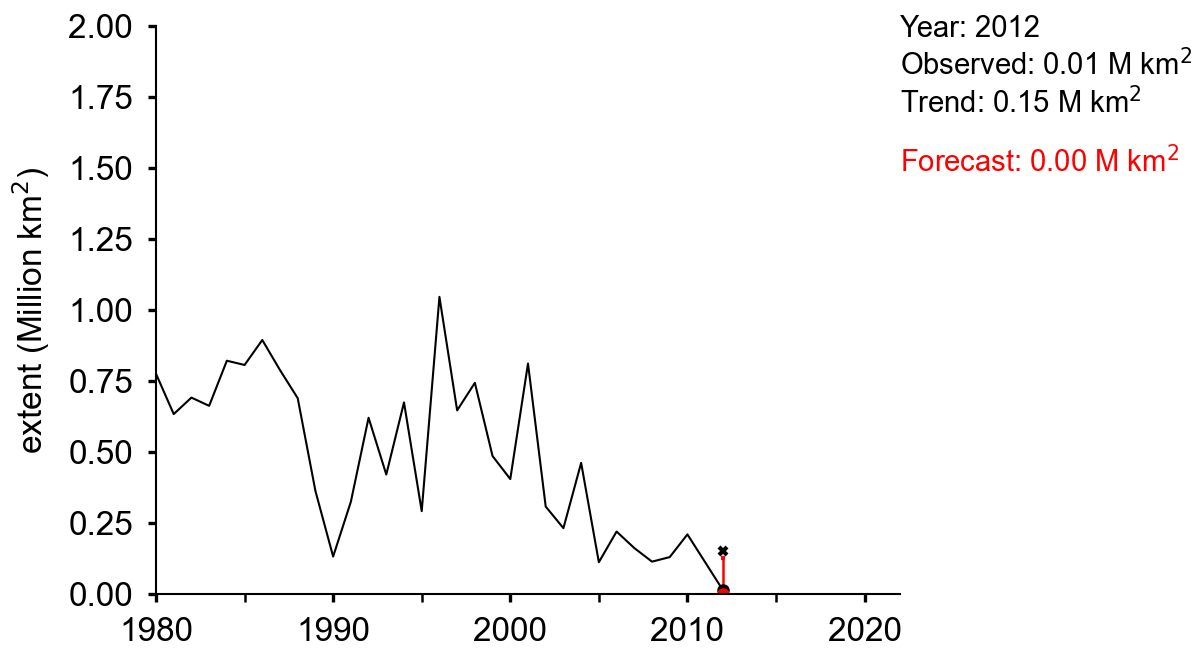 2.00
1.75
1.50
1.25
1.00
0.75
0.50
0.25
0.00
extent (Million km²)
1980
1990
2000
2010
2020
Year: 2012
Observed: 0.01 M km²
Trend: 0.15 M km²
Forecast: 0.00 M km²